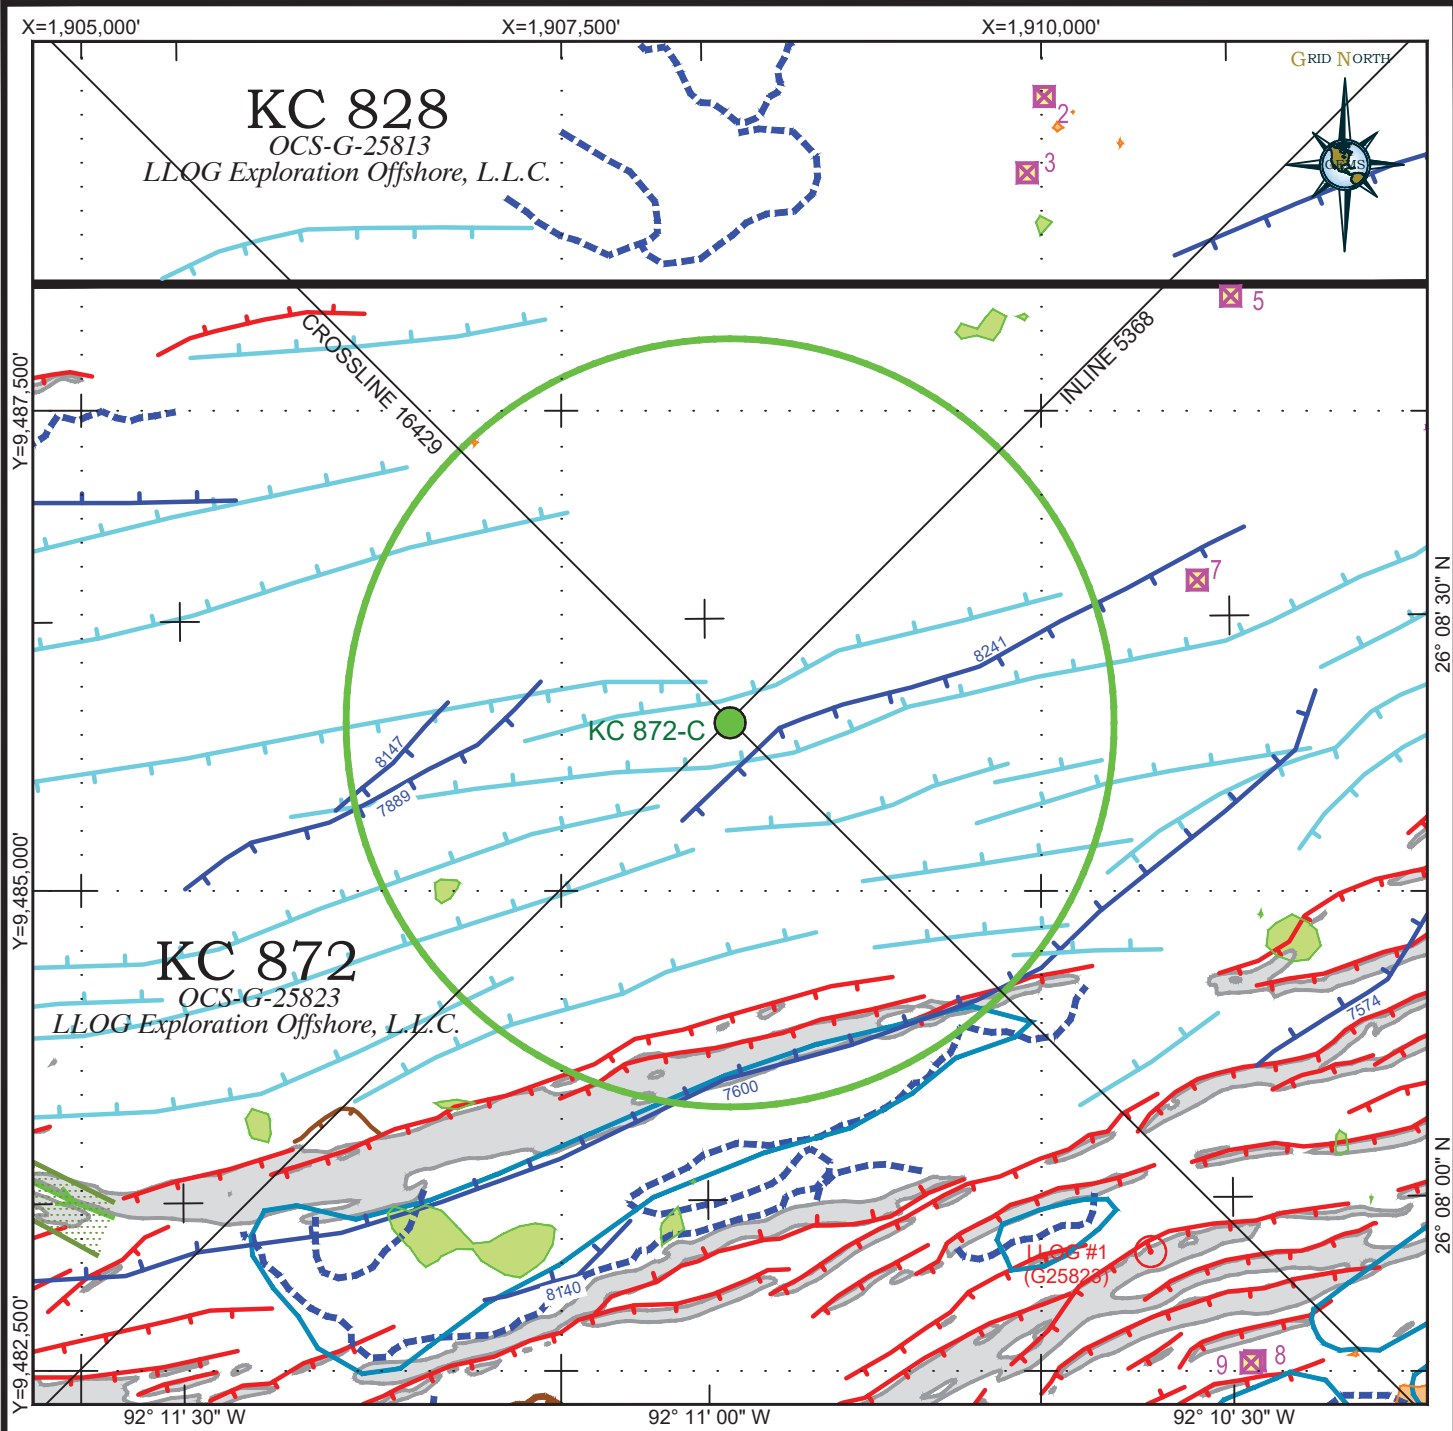 X=1,905,000'
X=1,907,500'
X=1,910,000'
GRID NORTH
KC 828
OCS-G-25813
LLOG Exploration Offshore, L.L.C.
2
3
5
CROSSLINE 16429
INLINE 5368
Y=9,487,500'
7
26° 08' 30" N
8241
KC 872-C
8147
7889
Y=9,485,000'
KC 872
OCS-G-25823
LLOG Exploration Offshore, L.L.C.
7574
7600
26° 08' 00" N
LLOG #1
(G25823)
8140
Y=9,482,500'
9
8
92° 11' 30" W
92° 11' 00" W
92° 10' 30" W